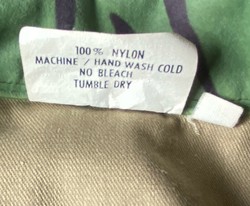 100% NYLON
MACHINE / HAND WASH COLD
NO BLEACH
TUMBLE DRY